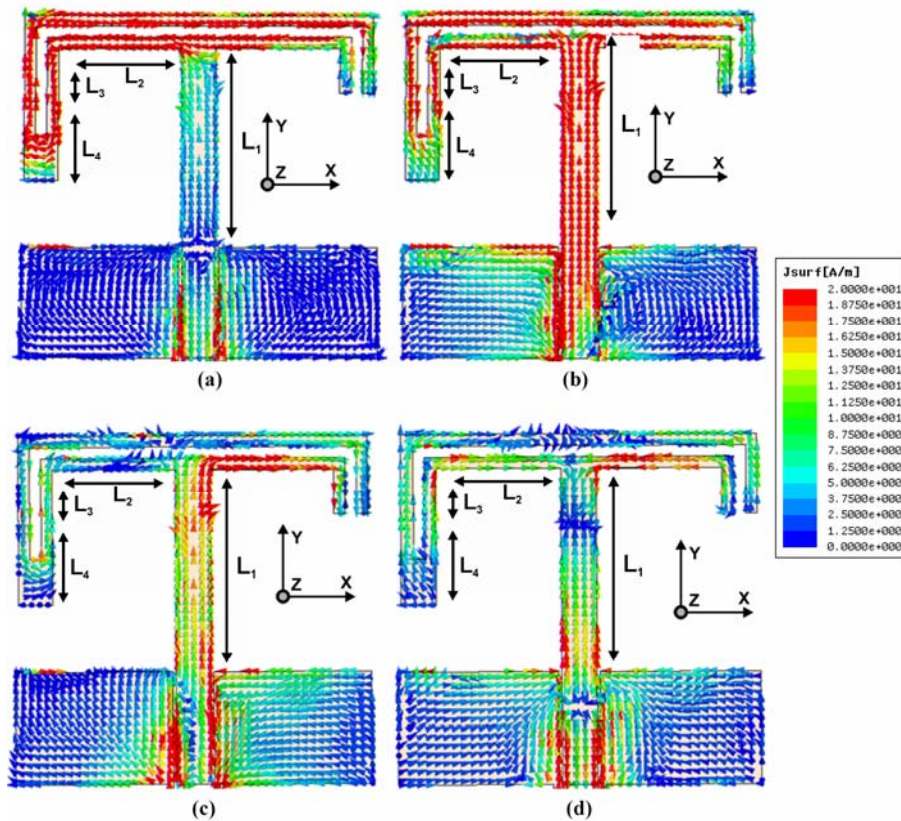 L2
L3
L1
L4
Y
Z
X
(a)
L2
L3
L1
L4
Y
Z
X
(b)
Jsurf[A/m]
2.0000e+001
1.8750e+001
1.7500e+001
1.6250e+001
1.5000e+001
1.3750e+001
1.2500e+001
1.1250e+001
1.0000e+001
8.7500e+000
7.5000e+000
6.2500e+000
5.0000e+000
3.7500e+000
2.5000e+000
1.2500e+000
0.0000e+000
L2
L3
L1
L4
Y
Z
X
(c)
L2
L3
L1
L4
Y
Z
X
(d)